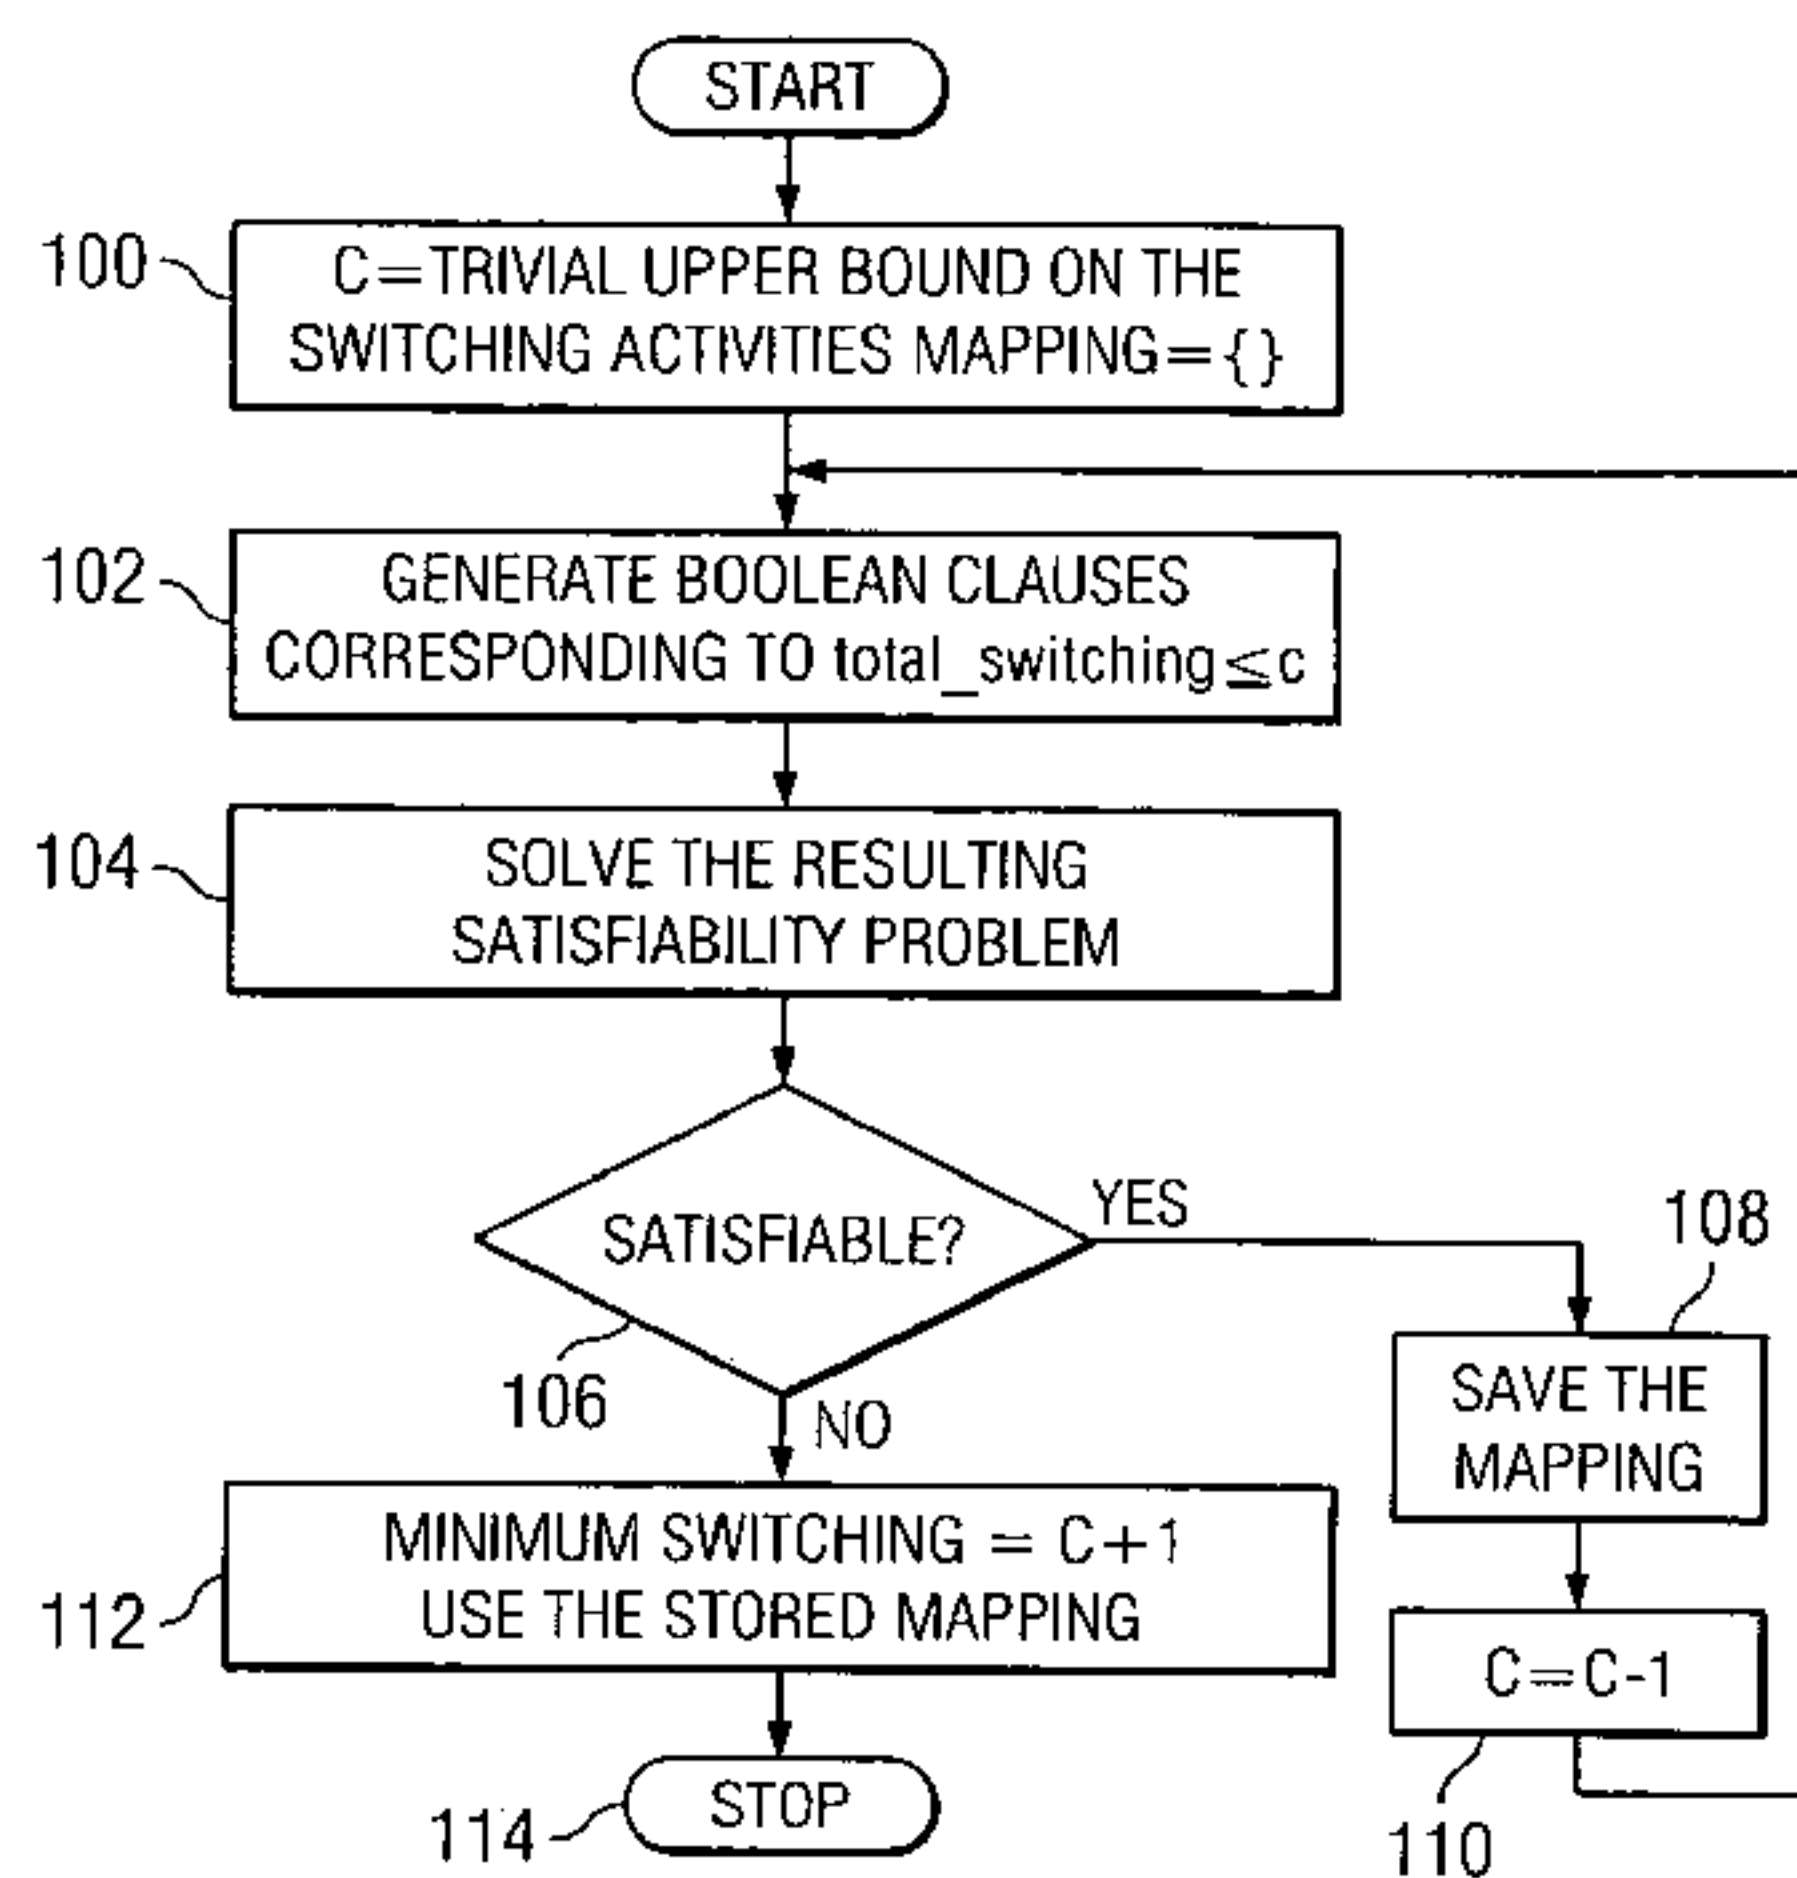 START
100
C=TRIVIAL UPPER BOUND ON THE
SWITCHING ACTIVITIES MAPPING={}
102
GENERATE BOOLEAN CLAUSES
CORRESPONDING TO total_switching≤c
104
SOLVE THE RESULTING
SATISFIABILITY PROBLEM
SATISFIABLE?
YES
106
NO
108
SAVE THE
MAPPING
C=C-1
110
112
MINIMUM SWITCHING = C+1
USE THE STORED MAPPING
STOP
114